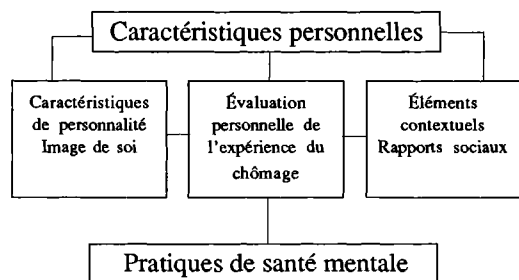 Caractéristiques personnelles
Caractéristiques
de personnalité
Image de soi
Évaluation
personnelle de
l'expérience du
chômage
Éléments
contextuels
Rapports sociaux
Pratiques de santé mentale